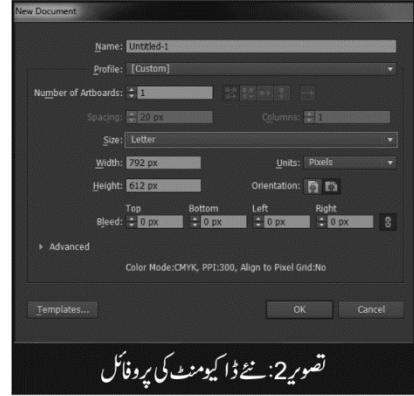 New Document
Name: Untitled-1
Profile: [Custom]
Number of Artboards: 1
Spacing: 20 px Columns: 1
Size: Letter
Width: 792 px Units: Pixels
Height: 612 px Orientation:
Top Bottom Left Right
Bleed: 0 px 0 px 0 px 0 px
Advanced
Color Mode:CMYK, PPI:300, Align to Pixel Grid:No
Templates... OK Cancel
تصویر2: نئے ڈاکیومنٹ کی پروفائل